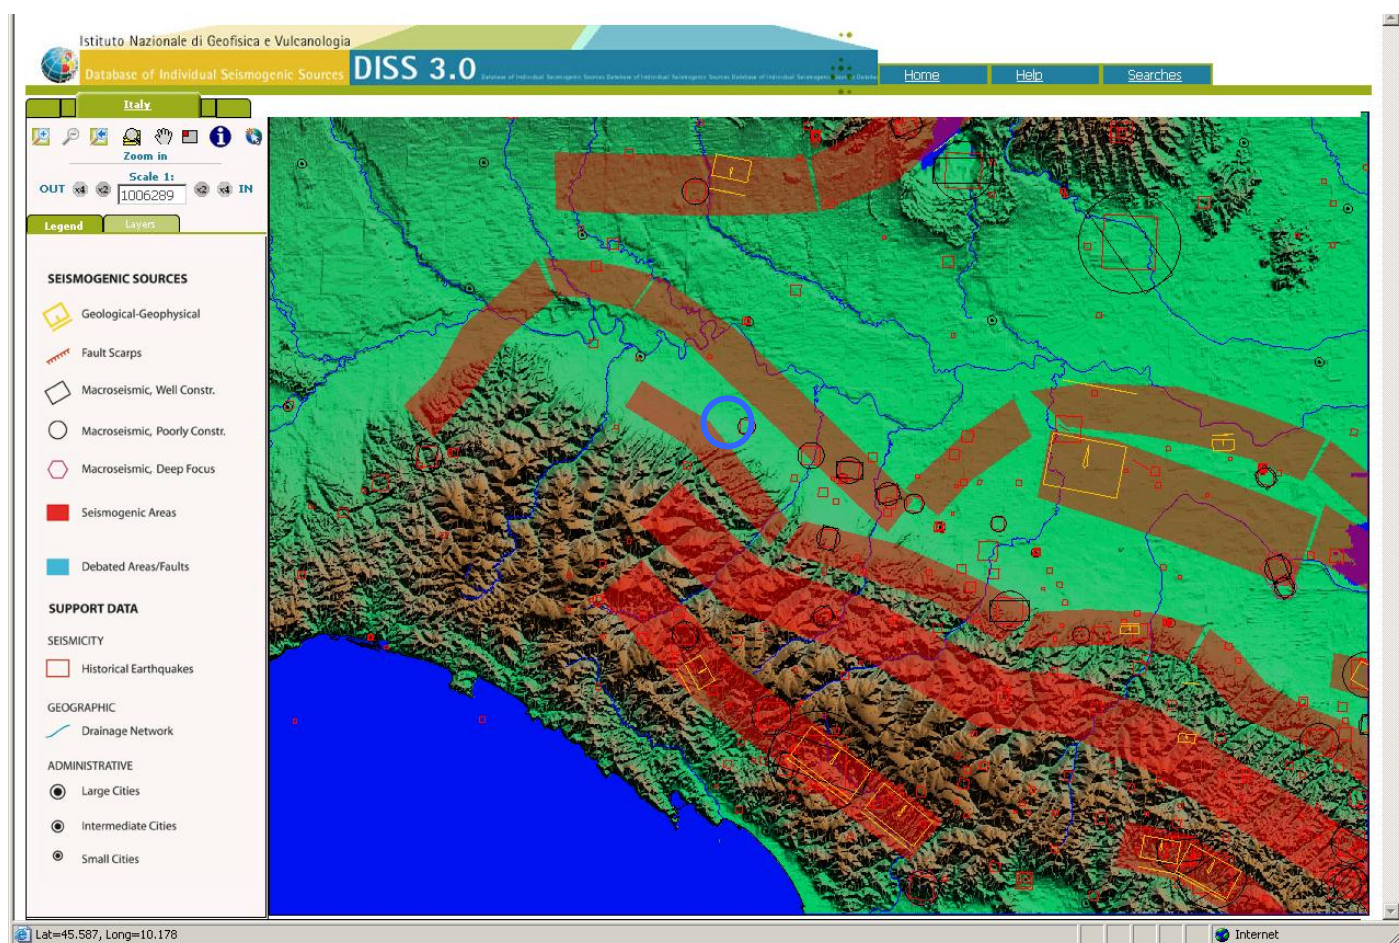 Istituto Nazionale di Geofisica e Vulcanologia
Database of Individual Seismogenic Sources DISS 3.0
Home Help Searches
Italy
Zoom in
Scale 1:
OUT x4 x2 1006289 x2 x4 IN
Legend Layers
SEISMOGENIC SOURCES
Geological-Geophysical
Fault Scarps
Macroseismic, Well Constr.
Macroseismic, Poorly Constr.
Macroseismic, Deep Focus
Seismogenic Areas
Debated Areas/Faults
SUPPORT DATA
SEISMICITY
Historical Earthquakes
GEOGRAPHIC
Drainage Network
ADMINISTRATIVE
Large Cities
Intermediate Cities
Small Cities
Lat=45.587, Long=10.178 Internet